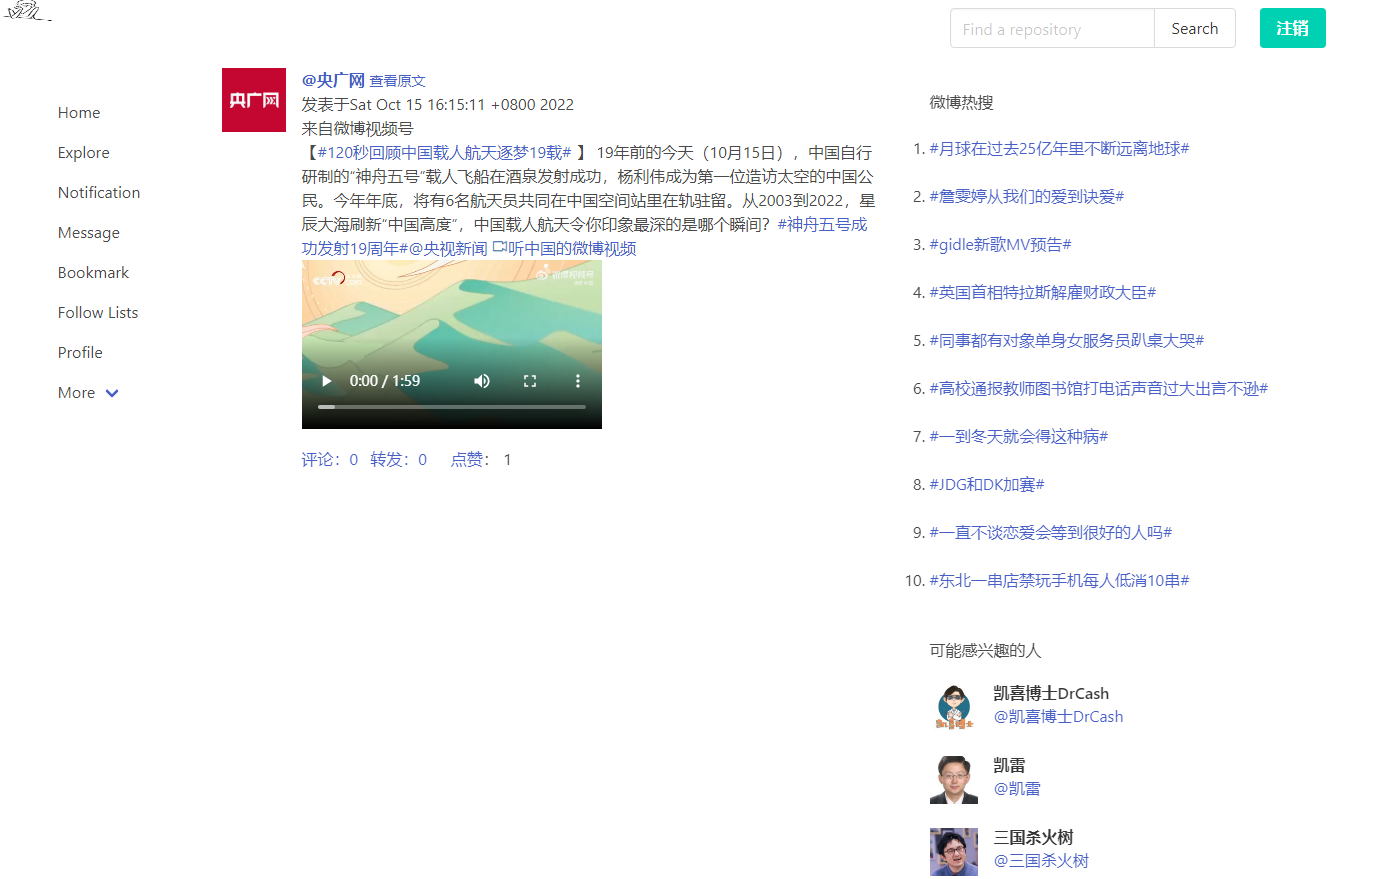 Find a repository
Search
注销
Home
Explore
Notification
Message
Bookmark
Follow Lists
Profile
More
央广网
@央广网 查看原文
发表于Sat Oct 15 16:15:11 +0800 2022
来自微博视频号
【#120秒回顾中国载人航天逐梦19载# 】 19年前的今天（10月15日），中国自行
研制的“神舟五号”载人飞船在酒泉发射成功，杨利伟成为第一位造访太空的中国公
民。今年年底，将有6名航天员共同在中国空间站里在轨驻留。从2003到2022，星
辰大海刷新“中国高度”，中国载人航天令你印象最深的是哪个瞬间？#神舟五号成
功发射19周年#@央视新闻 听中国的微博视频
0:00 / 1:59
评论：0 转发：0 点赞： 1
微博热搜
1. #月球在过去25亿年里不断远离地球#
2. #詹雯婷从我们的爱到诀爱#
3. #gidle新歌MV预告#
4. #英国首相特拉斯解雇财政大臣#
5. #同事都有对象单身女服务员趴桌大哭#
6. #高校通报教师图书馆打电话声音过大出言不逊#
7. #一到冬天就会得这种病#
8. #JDG和DK加赛#
9. #一直不谈恋爱会等到很好的人吗#
10. #东北一串店禁玩手机每人低消10串#
可能感兴趣的人
凯喜博士DrCash
@凯喜博士DrCash
凯雷
@凯雷
三国杀火树
@三国杀火树